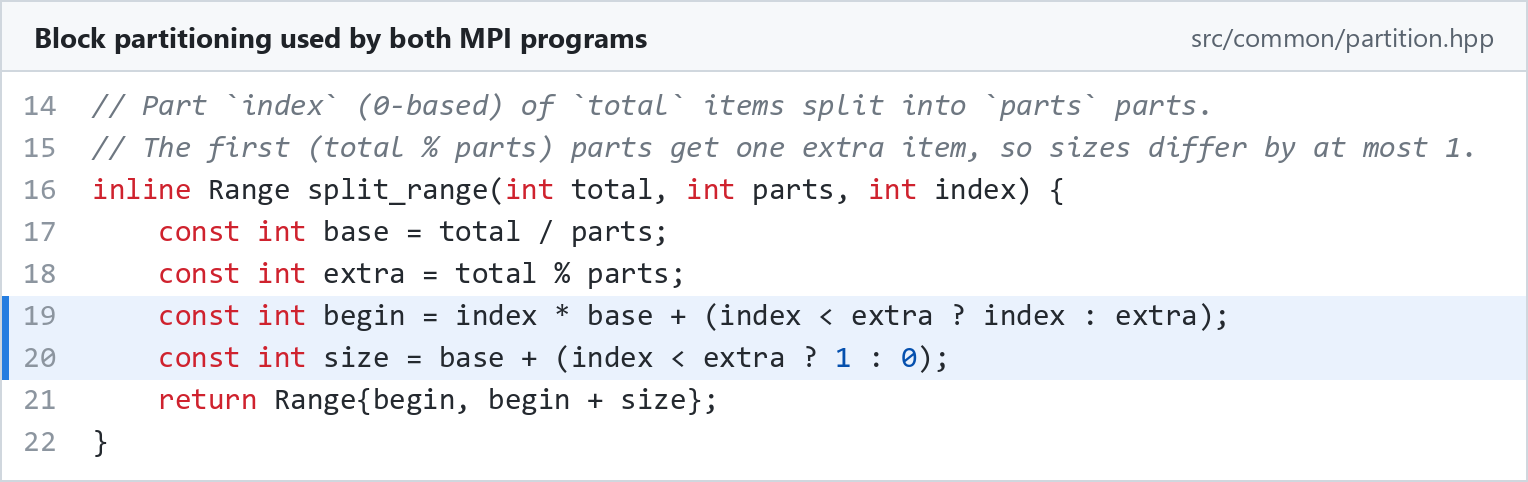 Block partitioning used by both MPI programs
src/common/partition.hpp
14 // Part `index` (0-based) of `total` items split into `parts` parts.
15 // The first (total % parts) parts get one extra item, so sizes differ by at most 1.
16 inline Range split_range(int total, int parts, int index) {
17     const int base = total / parts;
18     const int extra = total % parts;
19     const int begin = index * base + (index < extra ? index : extra);
20     const int size = base + (index < extra ? 1 : 0);
21     return Range{begin, begin + size};
22 }